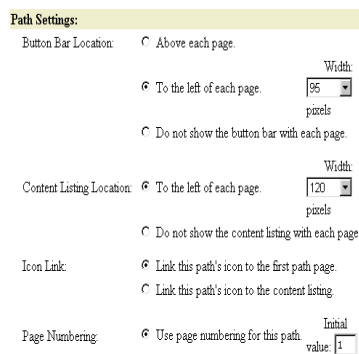 Path Settings:
Button Bar Location:
Above each page.
Width:
To the left of each page.
95
pixels
Do not show the button bar with each page.
Width:
Content Listing Location:
To the left of each page.
120
pixels
Do not show the content listing with each page
Icon Link:
Link this path's icon to the first path page.
Link this path's icon to the content listing.
Initial
Page Numbering:
Use page numbering for this path.
value: 1